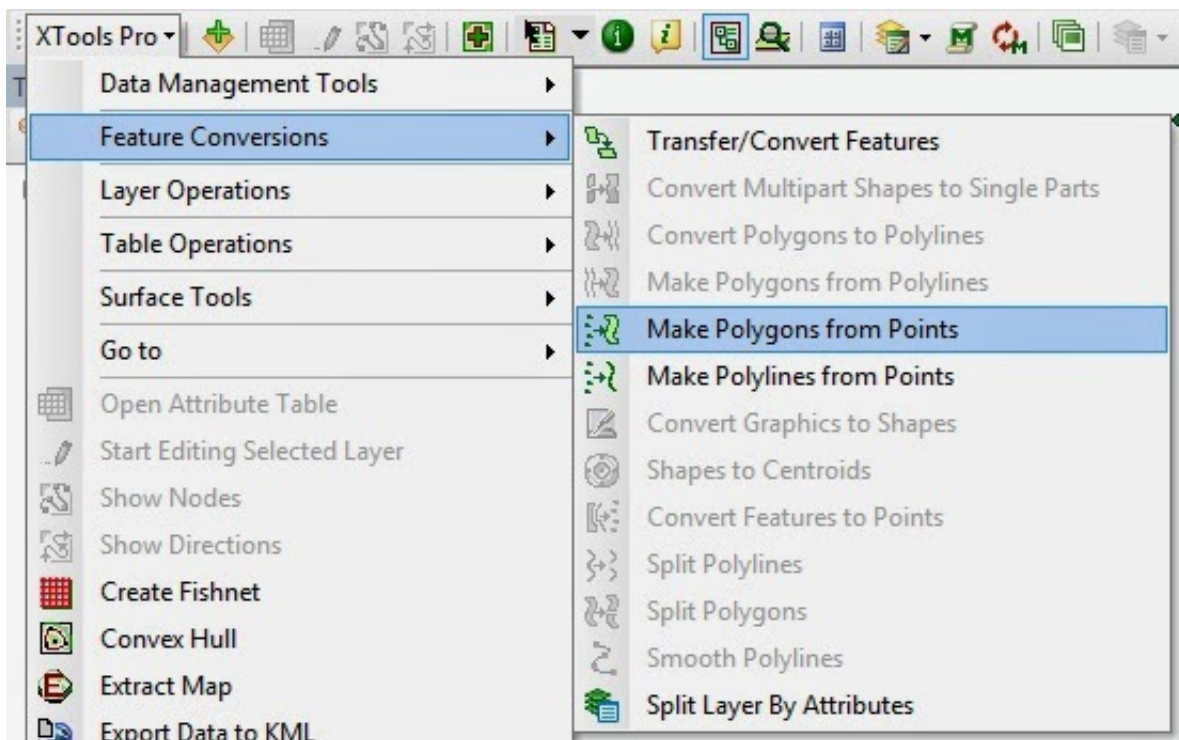 XTools Pro
Data Management Tools
Feature Conversions
Layer Operations
Table Operations
Surface Tools
Go to
Open Attribute Table
Start Editing Selected Layer
Show Nodes
Show Directions
Create Fishnet
Convex Hull
Extract Map
Export Data to KML
Transfer/Convert Features
Convert Multipart Shapes to Single Parts
Convert Polygons to Polylines
Make Polygons from Polylines
Make Polygons from Points
Make Polylines from Points
Convert Graphics to Shapes
Shapes to Centroids
Convert Features to Points
Split Polylines
Split Polygons
Smooth Polylines
Split Layer By Attributes